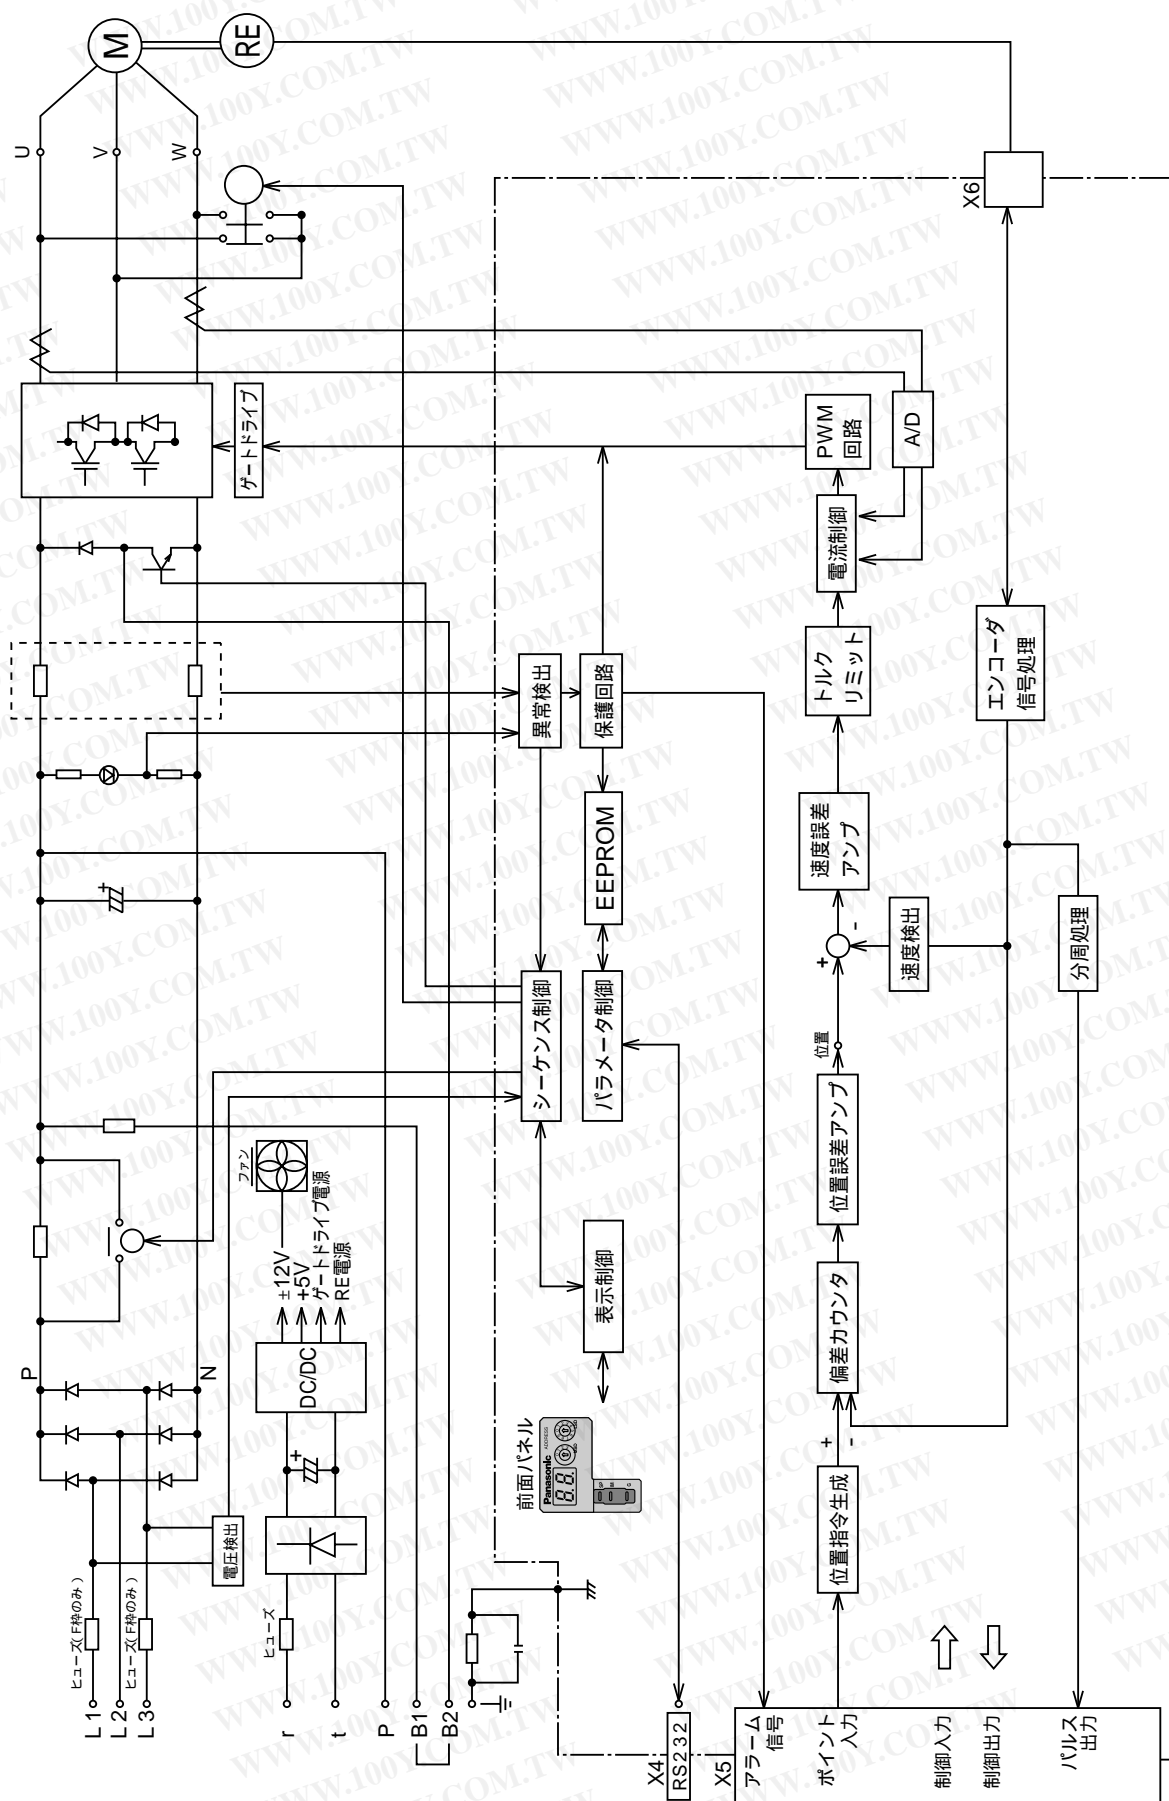 M
RE
U
V
W
X6
ゲートドライブ
PWM
回路
A/D
電流制御
トルク
リミット
エンコーダ
信号処理
異常検出
保護回路
EEPROM
速度誤差
アンプ
速度検出
分周処理
+
-
+
位置
シーケンス制御
パラメータ制御
位置誤差アンプ
ファン
±12V
+5V
ゲートドライブ電源
RE電源
DC/DC
+
表示制御
偏差カウンタ
+
-
P
N
前面パネル
Panasonic
ADDRESS
電圧検出
位置指令生成
ヒューズ(F枠のみ)
ヒューズ(F枠のみ)
ヒューズ
L1
L2
L3
r
t
P
B1
B2
X4
RS232
X5
アラーム
信号
ポイント
入力
制御入力
制御出力
パルス
出力
WWW.100Y.COM.TW